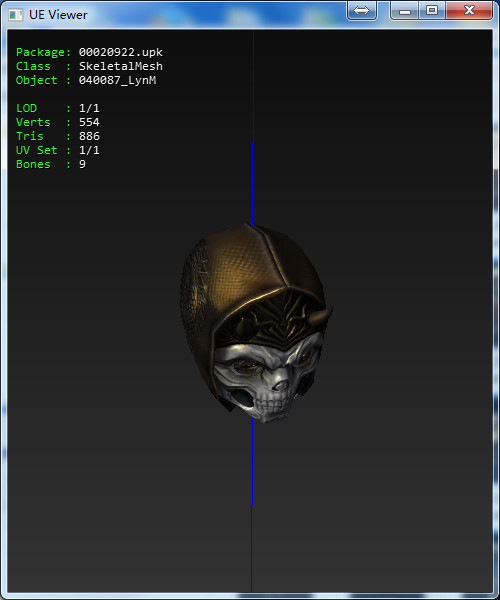 UE Viewer
Package: 00020922.upk
Class : SkeletalMesh
Object : 040087_LynM
LOD : 1/1
Verts : 554
Tris : 886
UV Set : 1/1
Bones : 9